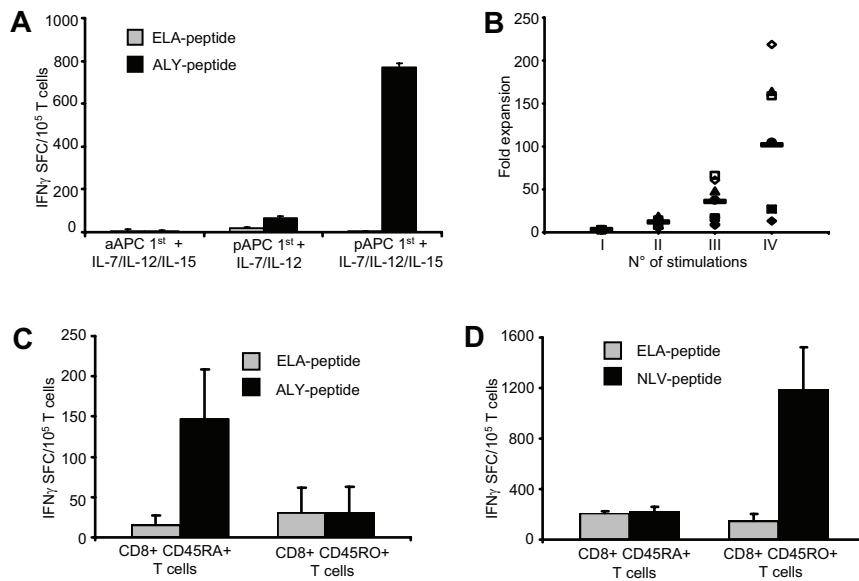 A
ELA-peptide
ALY-peptide
IFNγ SFC/10⁵ T cells
1000
800
600
400
200
0
aAPC 1st +
IL-7/IL-12/IL-15
pAPC 1st +
IL-7/IL-12
pAPC 1st +
IL-7/IL-12/IL-15
B
Fold expansion
250
200
150
100
50
0
I
II
III
IV
N° of stimulations
C
ELA-peptide
ALY-peptide
IFNγ SFC/10⁵ T cells
250
200
150
100
50
0
CD8+ CD45RA+
T cells
CD8+ CD45RO+
T cells
D
ELA-peptide
NLV-peptide
IFNγ SFC/10⁵ T cells
1600
1200
800
400
0
CD8+ CD45RA+
T cells
CD8+ CD45RO+
T cells